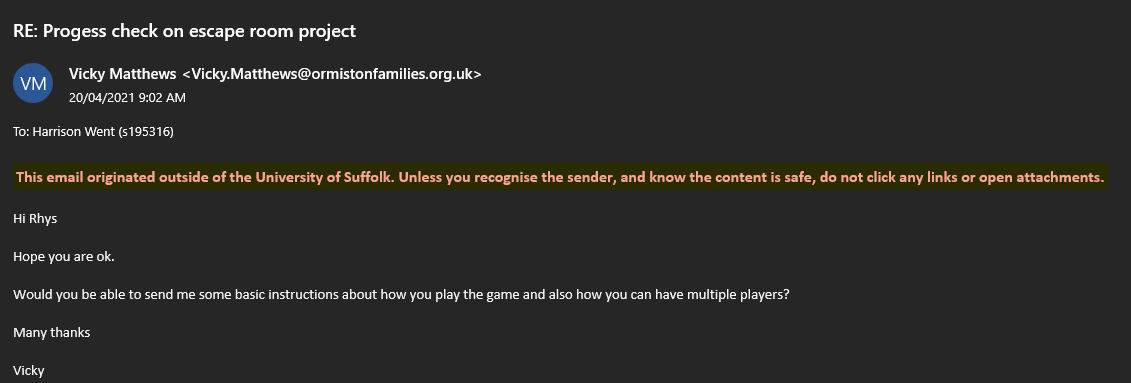 RE: Progess check on escape room project
VM
Vicky Matthews <Vicky.Matthews@ormistonfamilies.org.uk>
20/04/2021 9:02 AM
To: Harrison Went (s195316)
This email originated outside of the University of Suffolk. Unless you recognise the sender, and know the content is safe, do not click any links or open attachments.
Hi Rhys
Hope you are ok.
Would you be able to send me some basic instructions about how you play the game and also how you can have multiple players?
Many thanks
Vicky